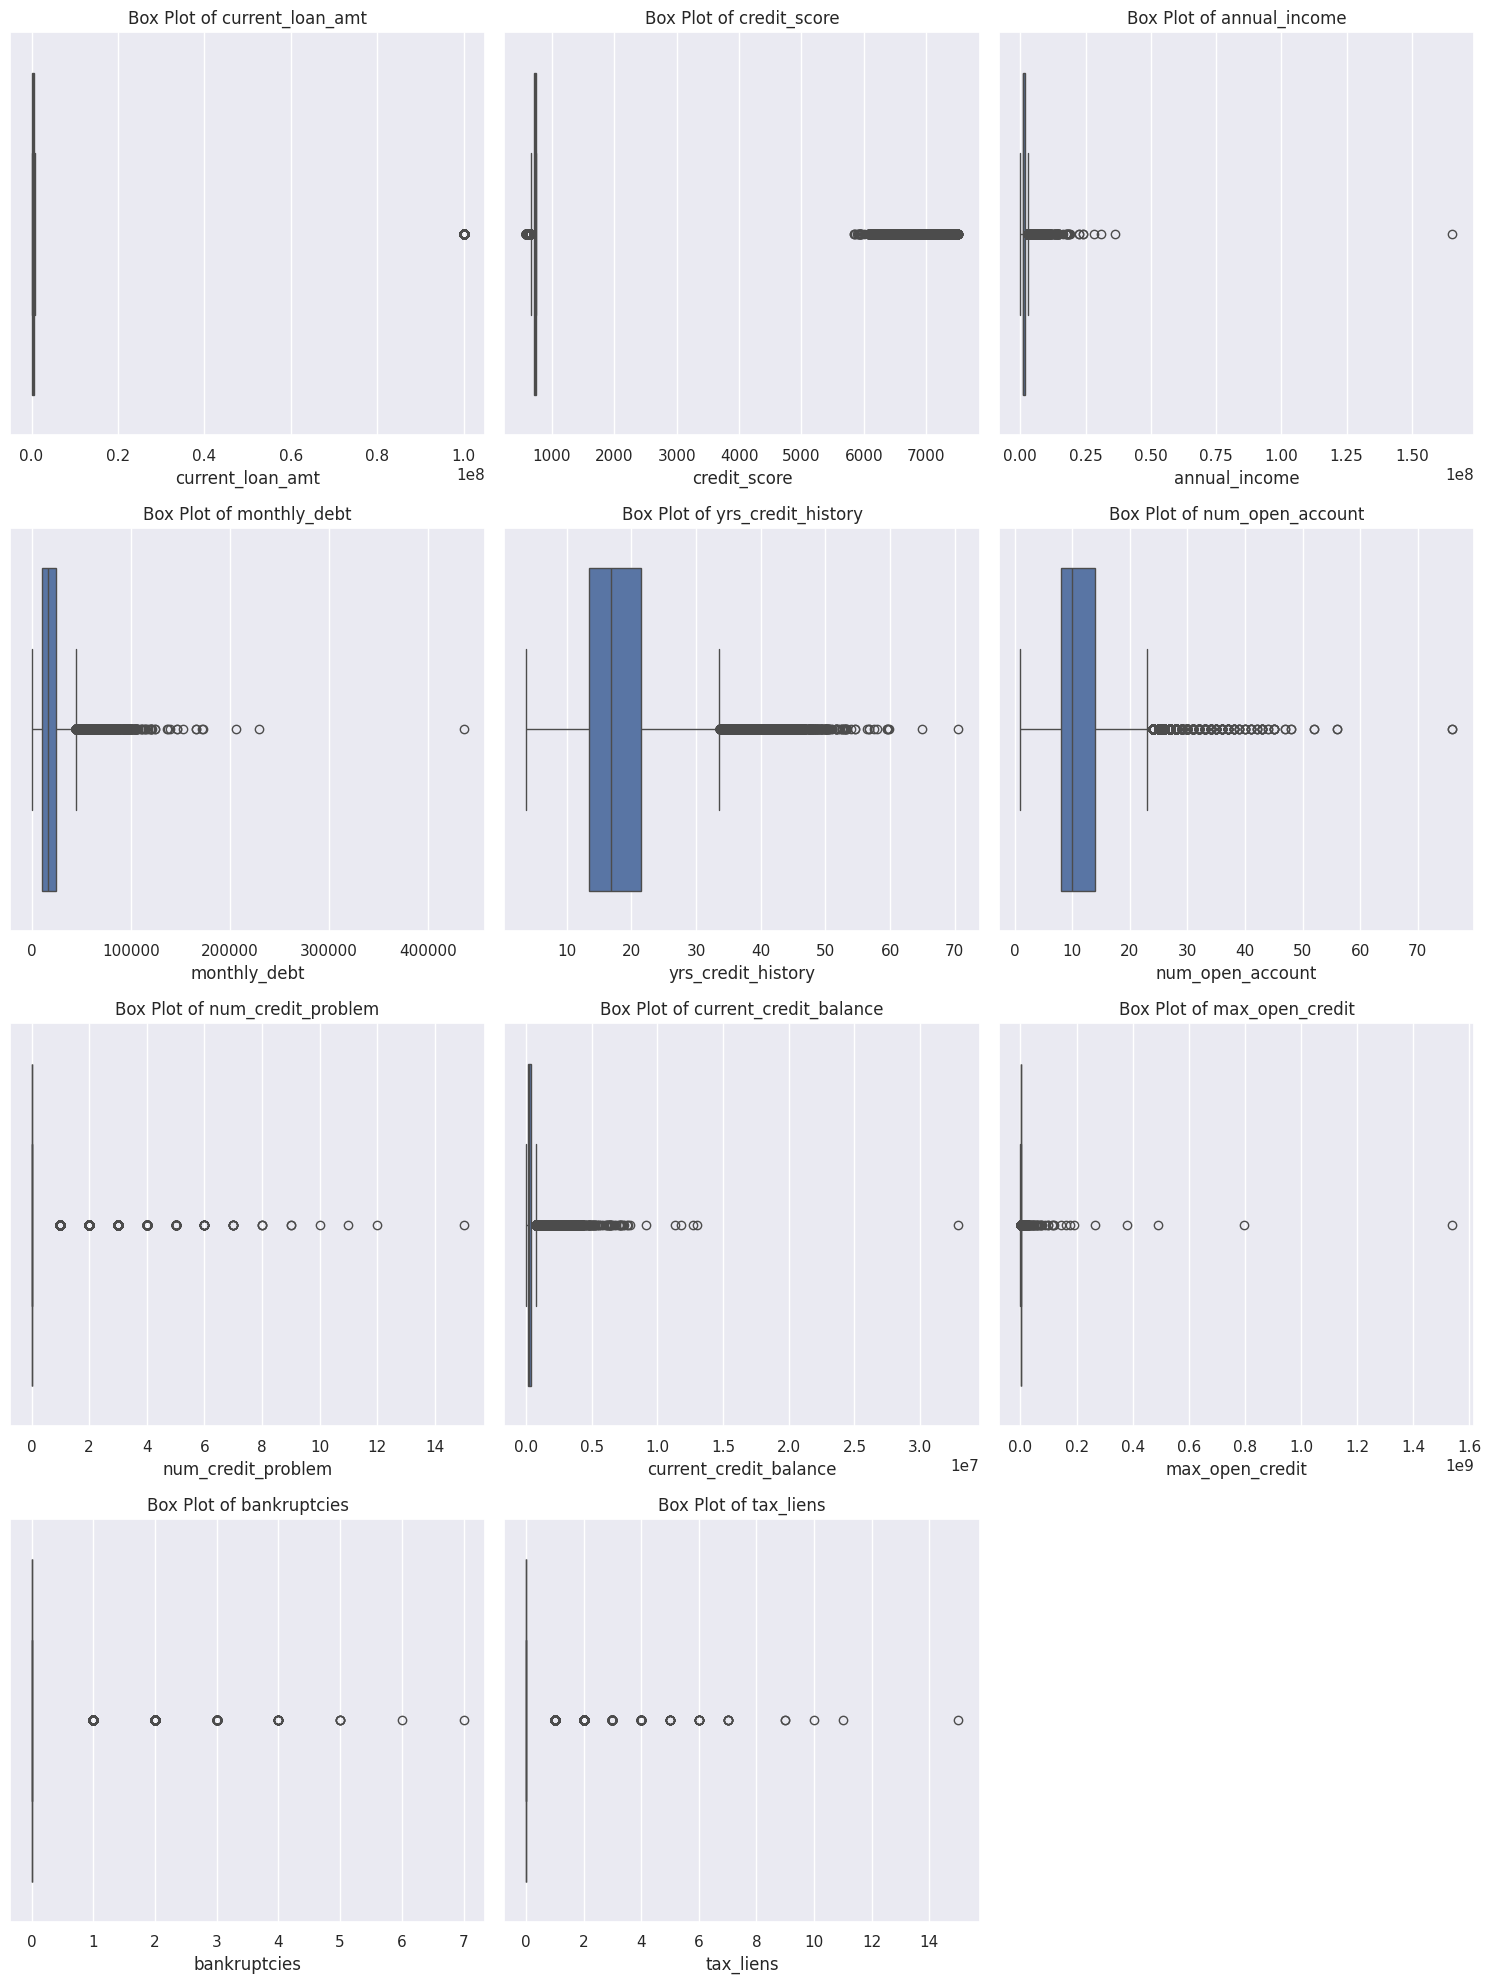 Box Plot of current_loan_amt
0.0 0.2 0.4 0.6 0.8 1.0
1e8
current_loan_amt
Box Plot of credit_score
1000 2000 3000 4000 5000 6000 7000
credit_score
Box Plot of annual_income
0.00 0.25 0.50 0.75 1.00 1.25 1.50
1e8
annual_income
Box Plot of monthly_debt
0 100000 200000 300000 400000
monthly_debt
Box Plot of yrs_credit_history
10 20 30 40 50 60 70
yrs_credit_history
Box Plot of num_open_account
0 10 20 30 40 50 60 70
num_open_account
Box Plot of num_credit_problem
0 2 4 6 8 10 12 14
num_credit_problem
Box Plot of current_credit_balance
0.0 0.5 1.0 1.5 2.0 2.5 3.0
1e7
current_credit_balance
Box Plot of max_open_credit
0.0 0.2 0.4 0.6 0.8 1.0 1.2 1.4 1.6
1e9
max_open_credit
Box Plot of bankruptcies
0 1 2 3 4 5 6 7
bankruptcies
Box Plot of tax_liens
0 2 4 6 8 10 12 14
tax_liens